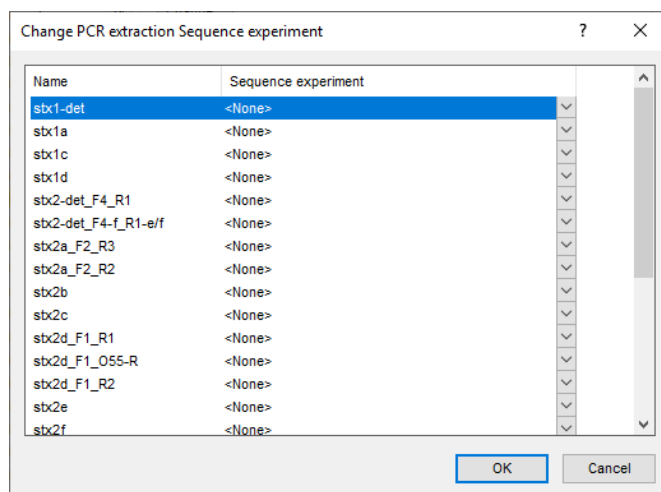 Change PCR extraction Sequence experiment ?
Name Sequence experiment
stx1-det <None>
stx1a <None>
stx1c <None>
stx1d <None>
stx2-det_F4_R1 <None>
stx2-det_F4-f_R1-e/f <None>
stx2a_F2_R3 <None>
stx2a_F2_R2 <None>
stx2b <None>
stx2c <None>
stx2d_F1_R1 <None>
stx2d_F1_O55-R <None>
stx2d_F1_R2 <None>
stx2e <None>
stx2f <None>
OK Cancel